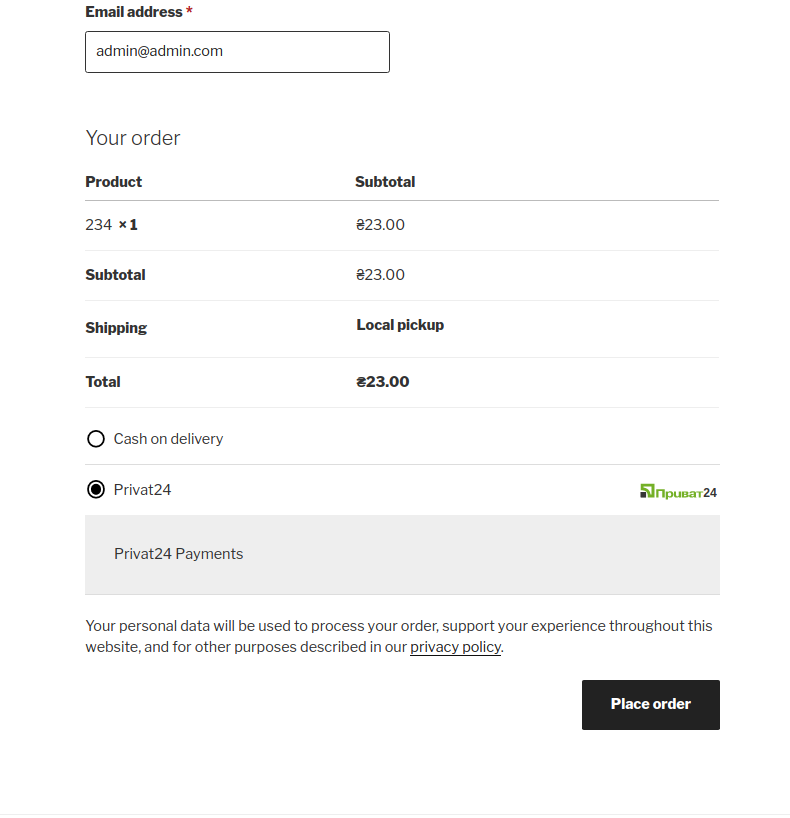 Email address *
admin@admin.com
Your order
Product Subtotal
234 × 1 ₴23.00
Subtotal ₴23.00
Shipping Local pickup
Total ₴23.00
Cash on delivery
Privat24 Приват24
Privat24 Payments
Your personal data will be used to process your order, support your experience throughout this
website, and for other purposes described in our privacy policy.
Place order